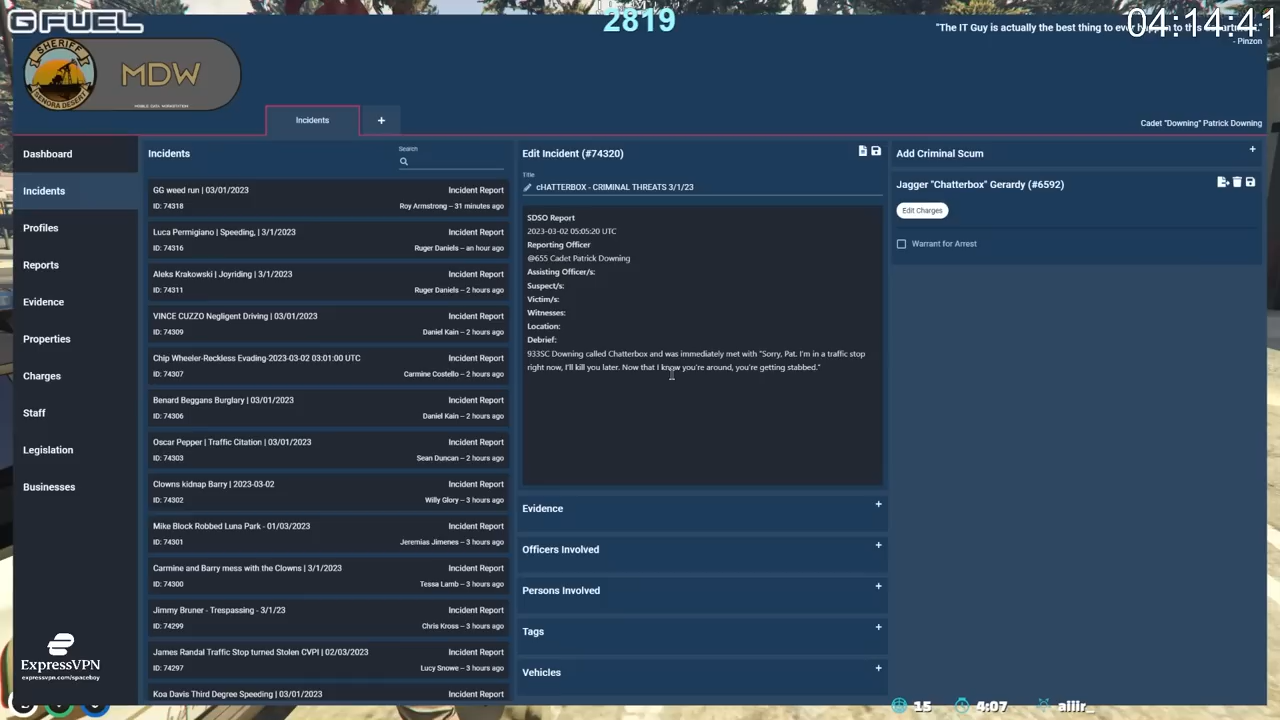 G FUEL
2819
04:14:41
"The IT Guy is actually the best thing to ever happen to this department."
- Pinzon
SHERIFF
SENORA DESERT
MDW
MOBILE DATA WORKSTATION
Incidents
+
Cadet "Downing" Patrick Downing
Dashboard
Incidents
Profiles
Reports
Evidence
Properties
Charges
Staff
Legislation
Businesses
ExpressVPN
expressvpn.com/spaceboy
Incidents
Search
GG weed run | 03/01/2023
Incident Report
ID: 74318
Roy Armstrong – 31 minutes ago
Luca Permigiano | Speeding, | 3/1/2023
Incident Report
ID: 74316
Ruger Daniels – an hour ago
Aleks Krakowski | Joyriding | 3/1/2023
Incident Report
ID: 74311
Ruger Daniels – 2 hours ago
VINCE CUZZO Negligent Driving | 03/01/2023
Incident Report
ID: 74309
Daniel Kain – 2 hours ago
Chip Wheeler-Reckless Evading-2023-03-02 03:01:00 UTC
Incident Report
ID: 74307
Carmine Costello – 2 hours ago
Benard Beggans Burglary | 03/01/2023
Incident Report
ID: 74306
Daniel Kain – 2 hours ago
Oscar Pepper | Traffic Citation | 03/01/2023
Incident Report
ID: 74303
Sean Duncan – 2 hours ago
Clowns kidnap Barry | 2023-03-02
Incident Report
ID: 74302
Willy Glory – 3 hours ago
Mike Block Robbed Luna Park - 01/03/2023
Incident Report
ID: 74301
Jeremias Jimenes – 3 hours ago
Carmine and Barry mess with the Clowns | 3/1/2023
Incident Report
ID: 74300
Tessa Lamb – 3 hours ago
Jimmy Bruner - Trespassing - 3/1/23
Incident Report
ID: 74299
Chris Kross – 3 hours ago
James Randal Traffic Stop turned Stolen CVPI | 02/03/2023
Incident Report
ID: 74297
Lucy Snowe – 3 hours ago
Koa Davis Third Degree Speeding | 03/01/2023
Incident Report
Edit Incident (#74320)
Title
cHATTERBOX - CRIMINAL THREATS 3/1/23
SDSO Report
2023-03-02 05:05:20 UTC
Reporting Officer
@655 Cadet Patrick Downing
Assisting Officer/s:
Suspect/s:
Victim/s:
Witnesses:
Location:
Debrief:
933SC Downing called Chatterbox and was immediately met with "Sorry, Pat. I'm in a traffic stop
right now, I'll kill you later. Now that I know you're around, you're getting stabbed."
Evidence
+
Officers Involved
+
Persons Involved
+
Tags
+
Vehicles
+
Add Criminal Scum
+
Jagger "Chatterbox" Gerardy (#6592)
Edit Charges
Warrant for Arrest
15
4:07
aiiir_